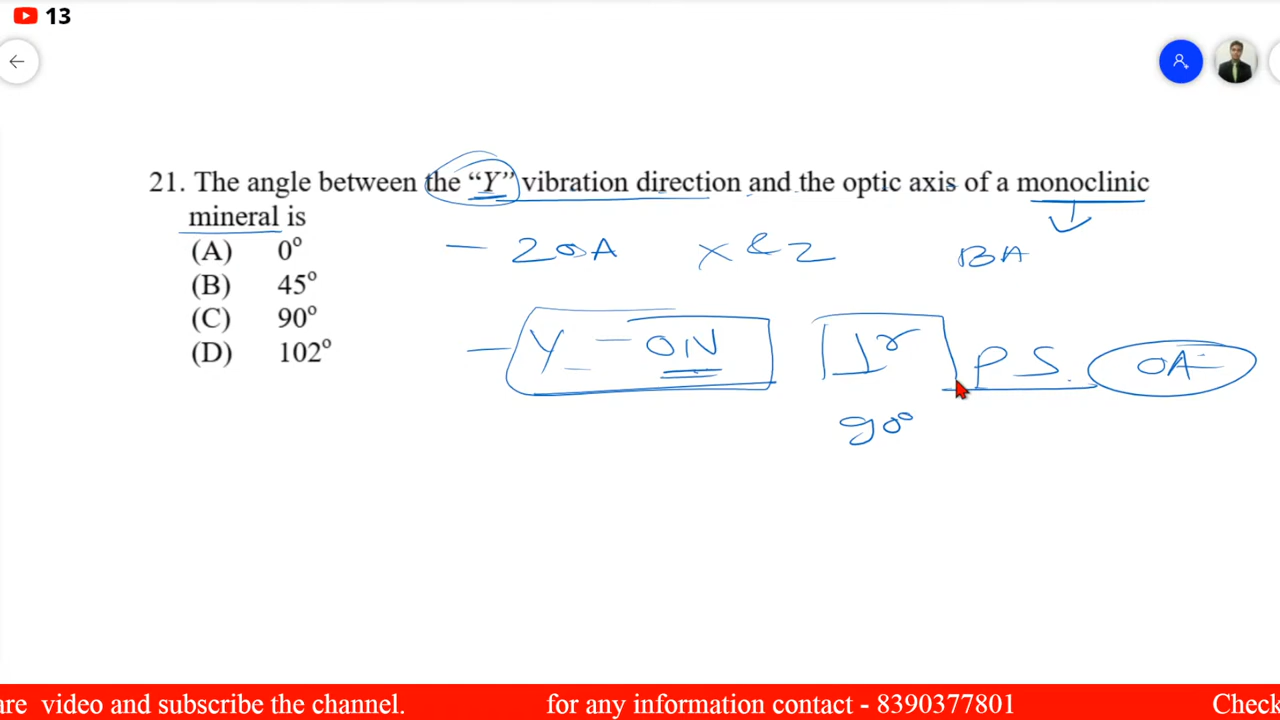 13
21. The angle between the “Y” vibration direction and the optic axis of a monoclinic
mineral is
(A) 0°
(B) 45°
(C) 90°
(D) 102°
– 2OA X & Z BA
– Y – ON ⊥r P S. OA
90°
are video and subscribe the channel. for any information contact - 8390377801 Check